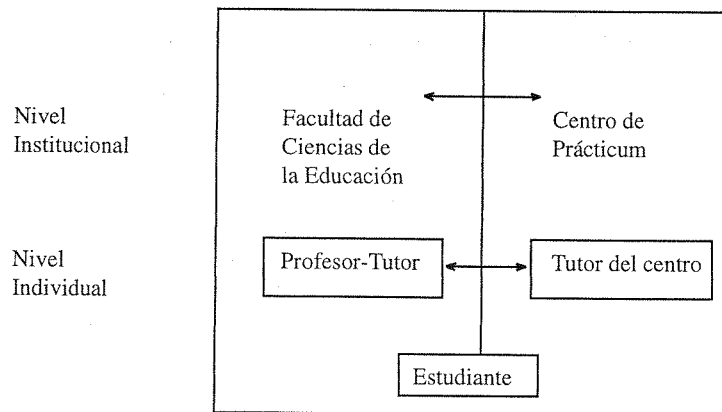 Nivel
Institucional
Facultad de
Ciencias de
la Educación
Centro de
Prácticum
Nivel
Individual
Profesor-Tutor
Tutor del centro
Estudiante